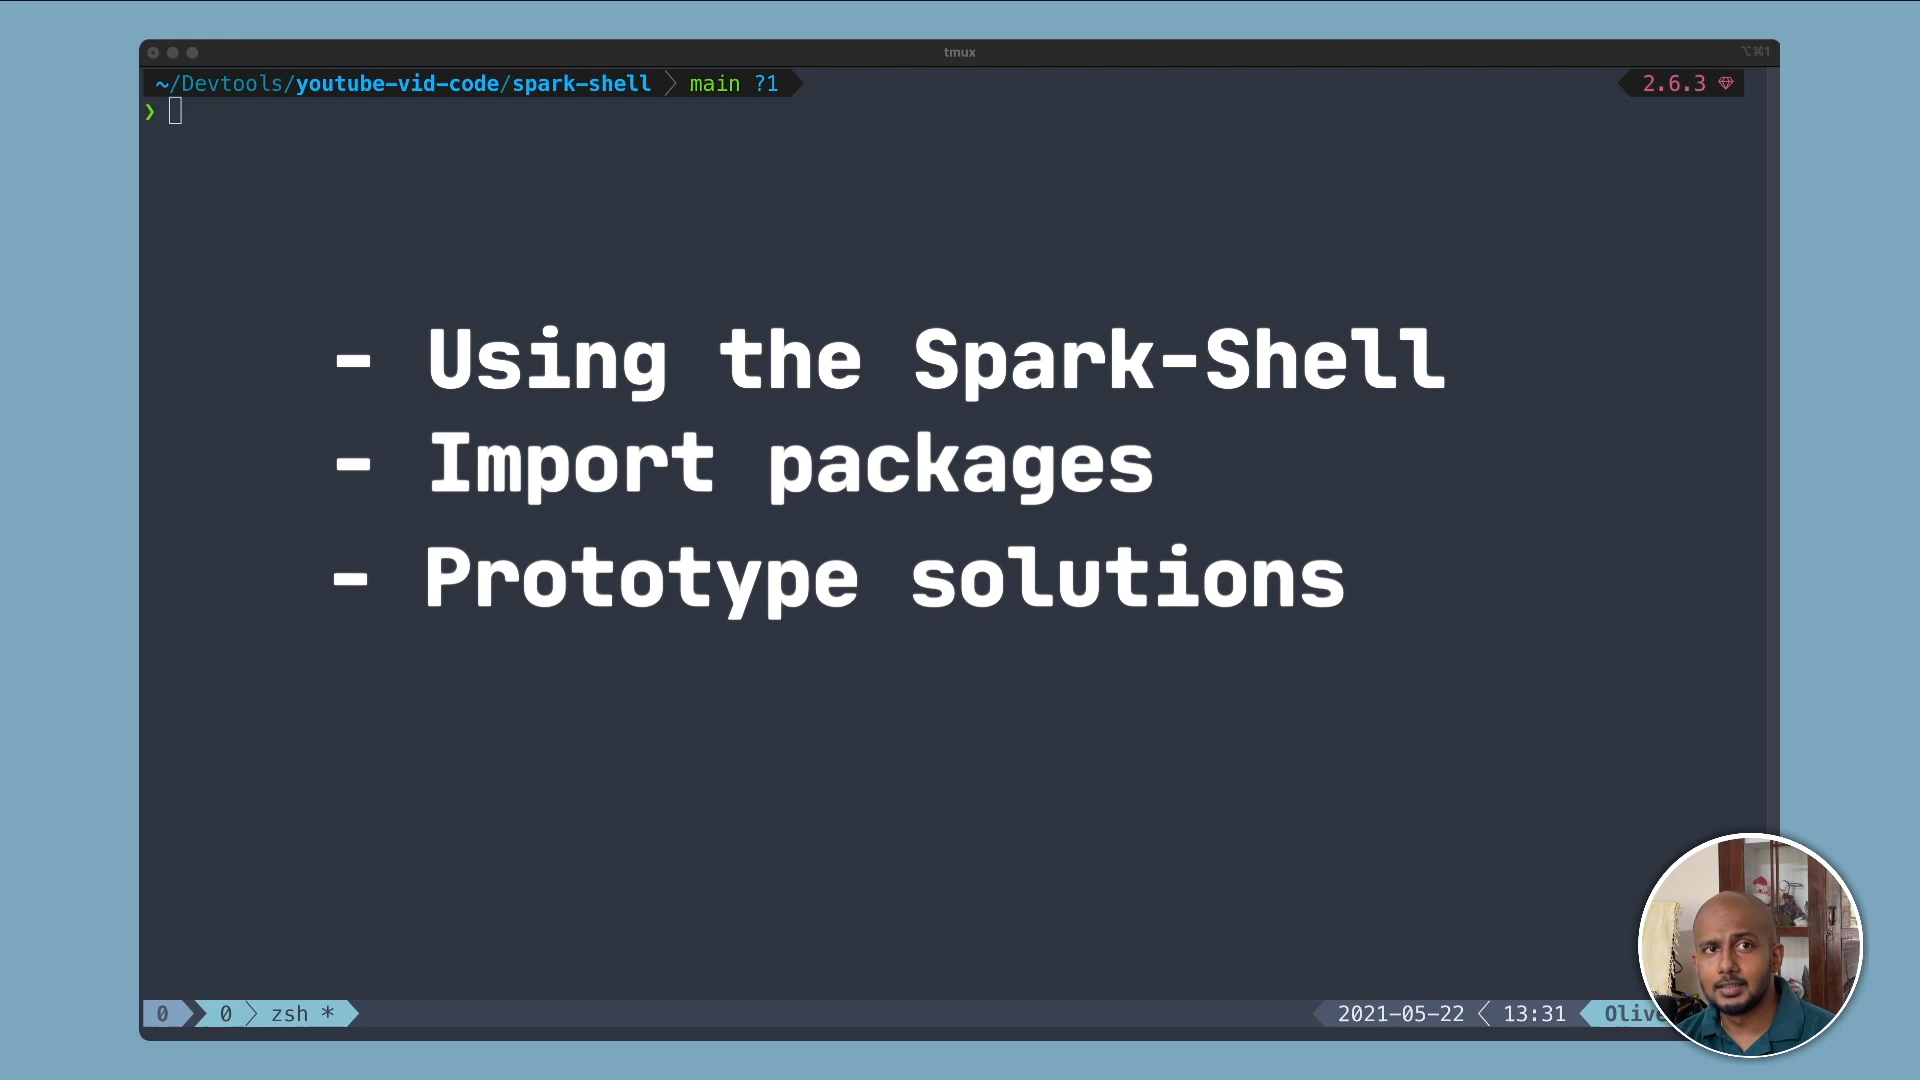 tmux
⌥⌘1
~/Devtools/youtube-vid-code/spark-shell main ?1
2.6.3
❯
- Using the Spark-Shell
- Import packages
- Prototype solutions
0 0 zsh *
2021-05-22 13:31